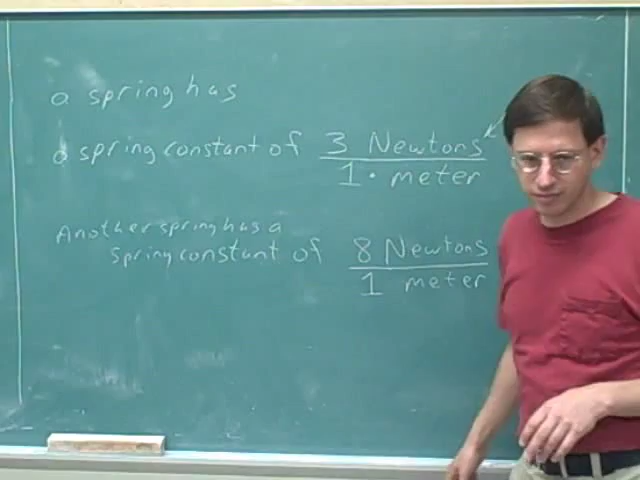 a spring has
a spring constant of 3 Newtons
1 · meter
Another spring has a
spring constant of 8 Newtons
1 meter